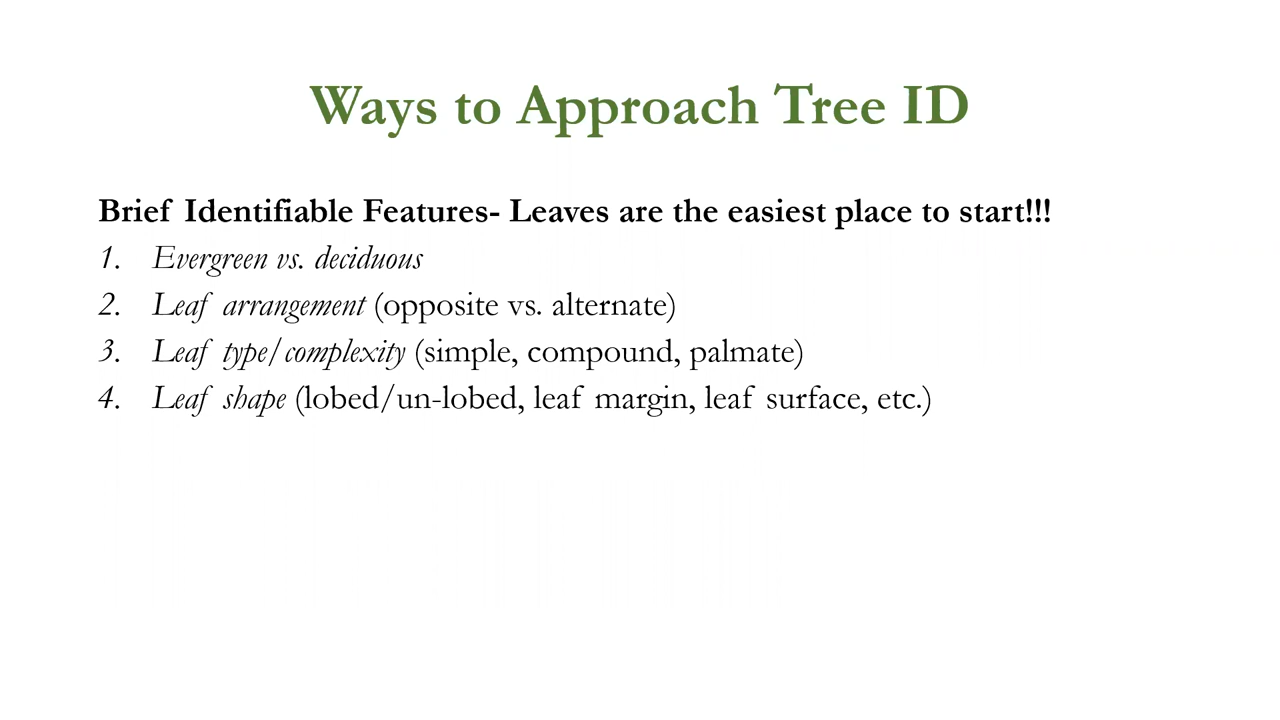 Ways to Approach Tree ID
Brief Identifiable Features- Leaves are the easiest place to start!!!
1. Evergreen vs. deciduous
2. Leaf arrangement (opposite vs. alternate)
3. Leaf type/complexity (simple, compound, palmate)
4. Leaf shape (lobed/un-lobed, leaf margin, leaf surface, etc.)